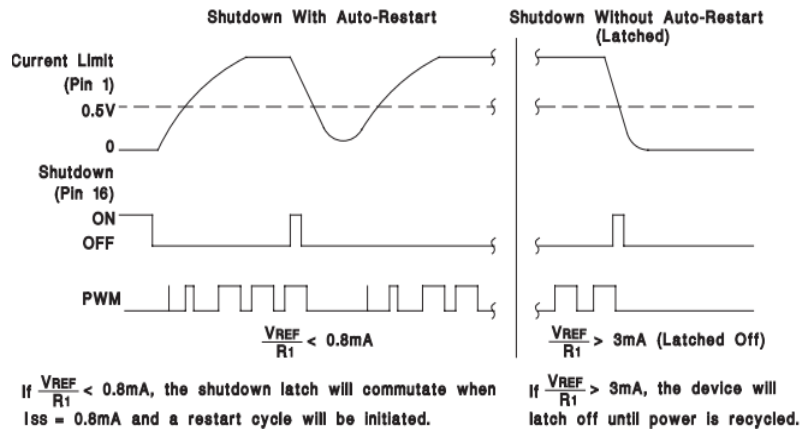 Shutdown With Auto-Restart
Shutdown Without Auto-Restart
(Latched)
Current Limit
(Pin 1)
0.5V
0
Shutdown
(Pin 16)
ON
OFF
PWM
VREF/R1 < 0.8mA
VREF/R1 > 3mA (Latched Off)
If VREF/R1 < 0.8mA, the shutdown latch will commutate when
Iss = 0.8mA and a restart cycle will be initiated.
If VREF/R1 > 3mA, the device will
latch off until power is recycled.